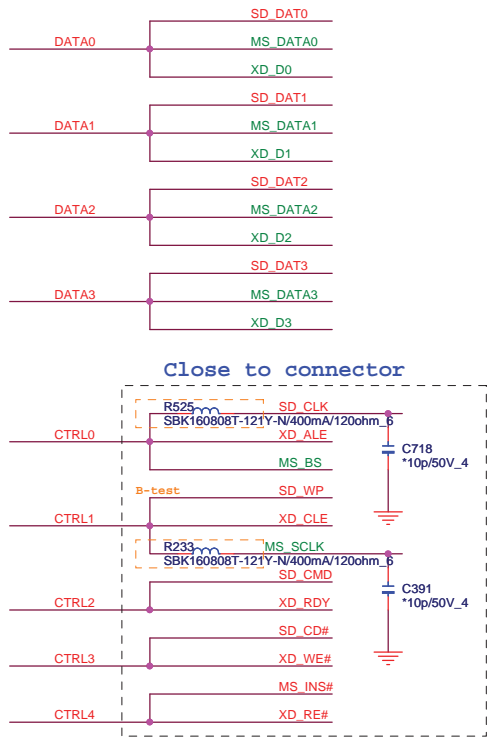 SD_DAT0
DATA0
MS_DATA0
XD_D0
SD_DAT1
DATA1
MS_DATA1
XD_D1
SD_DAT2
DATA2
MS_DATA2
XD_D2
SD_DAT3
DATA3
MS_DATA3
XD_D3
Close to connector
R525
SD_CLK
SBK160808T-121Y-N/400mA/120ohm_6
CTRL0
XD_ALE
C718
*10p/50V_4
MS_BS
B-test
SD_WP
CTRL1
XD_CLE
R233
MS_SCLK
SBK160808T-121Y-N/400mA/120ohm_6
SD_CMD
C391
*10p/50V_4
CTRL2
XD_RDY
SD_CD#
CTRL3
XD_WE#
MS_INS#
CTRL4
XD_RE#